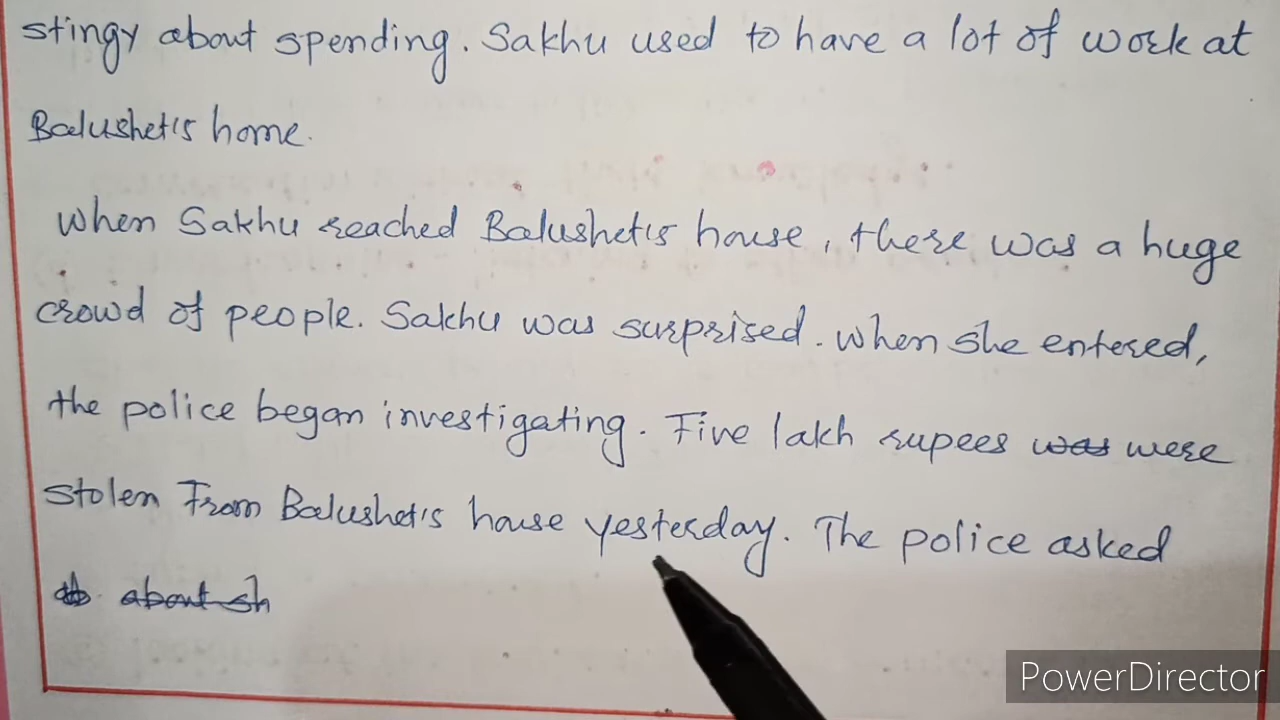 stingy about spending. Sakhu used to have a lot of work at
Balushet's home.
When Sakhu reached Balushet's house, there was a huge
crowd of people. Sakhu was surprised. When she entered,
the police began investigating. Five lakh rupees was were
stolen From Balushet's house yesterday. The police asked
about sh
PowerDirector